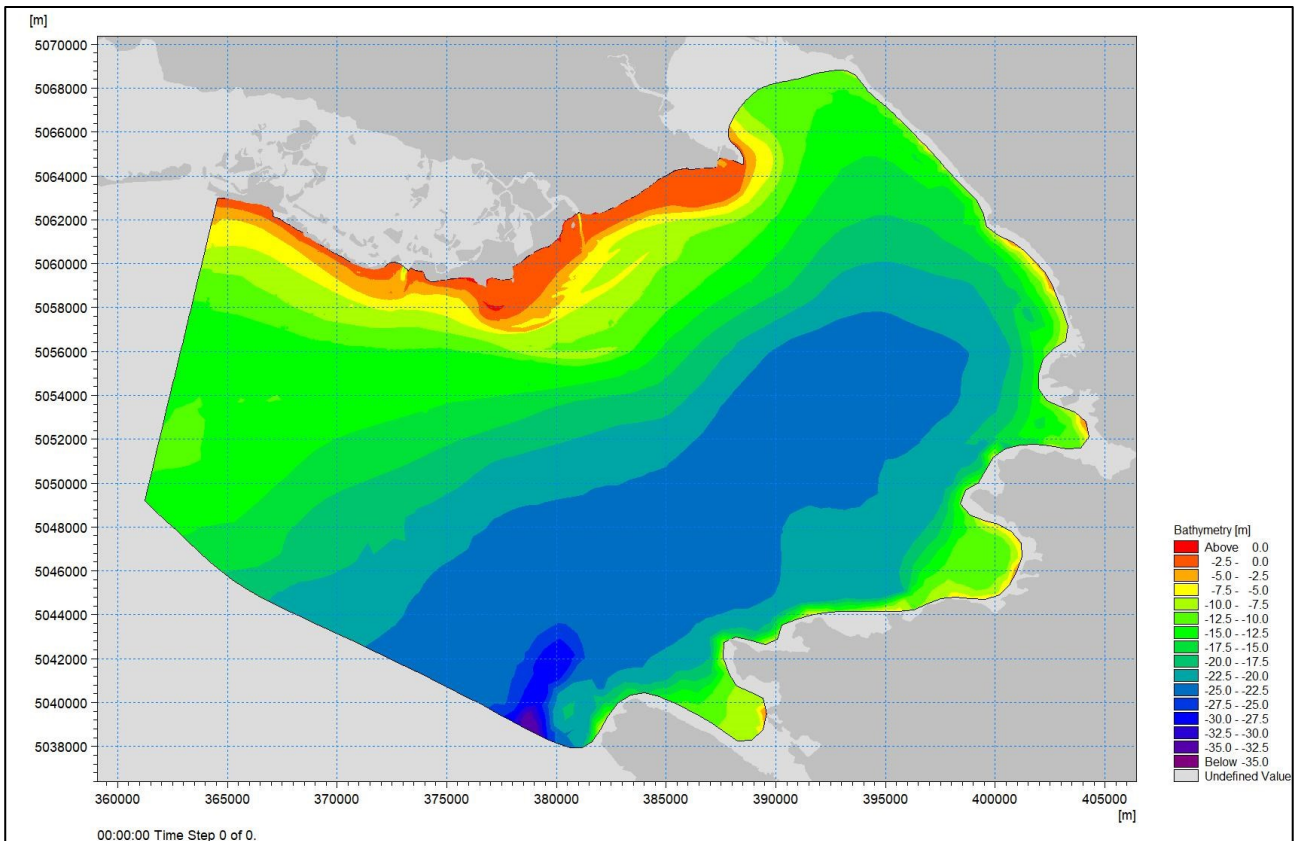 [m]
5070000
5068000
5066000
5064000
5062000
5060000
5058000
5056000
5054000
5052000
5050000
5048000
5046000
5044000
5042000
5040000
5038000
360000 365000 370000 375000 380000 385000 390000 395000 400000 405000
[m]
00:00:00 Time Step 0 of 0.
Bathymetry [m]
Above 0.0
-2.5 - 0.0
-5.0 - -2.5
-7.5 - -5.0
-10.0 - -7.5
-12.5 - -10.0
-15.0 - -12.5
-17.5 - -15.0
-20.0 - -17.5
-22.5 - -20.0
-25.0 - -22.5
-27.5 - -25.0
-30.0 - -27.5
-32.5 - -30.0
-35.0 - -32.5
Below -35.0
Undefined Value